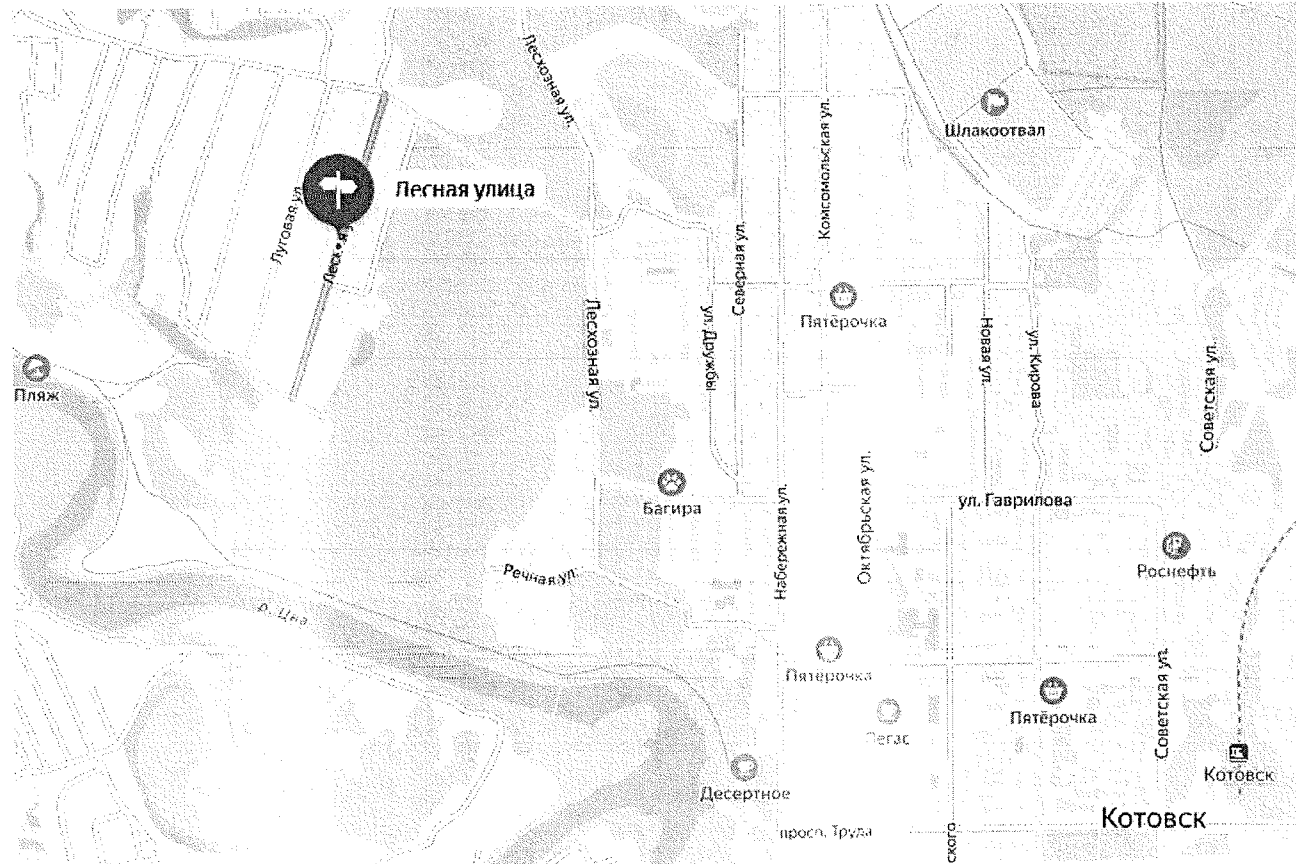 Лесхозная ул.
Комсомольская ул.
Шлакоотвал
Лесная улица
Луговая ул.
Северная ул.
Пятёрочка
Лесхозная ул.
ул. Дружбы
Новая ул.
ул. Кирова
Советская ул.
Пляж
Багира
Набережная ул.
Октябрьская ул.
ул. Гаврилова
Роснефть
Речная ул.
р. Цна
Пятёрочка
Пегас
Пятёрочка
Советская ул.
Десертное
Котовск
Котовск
просп. Труда
ского